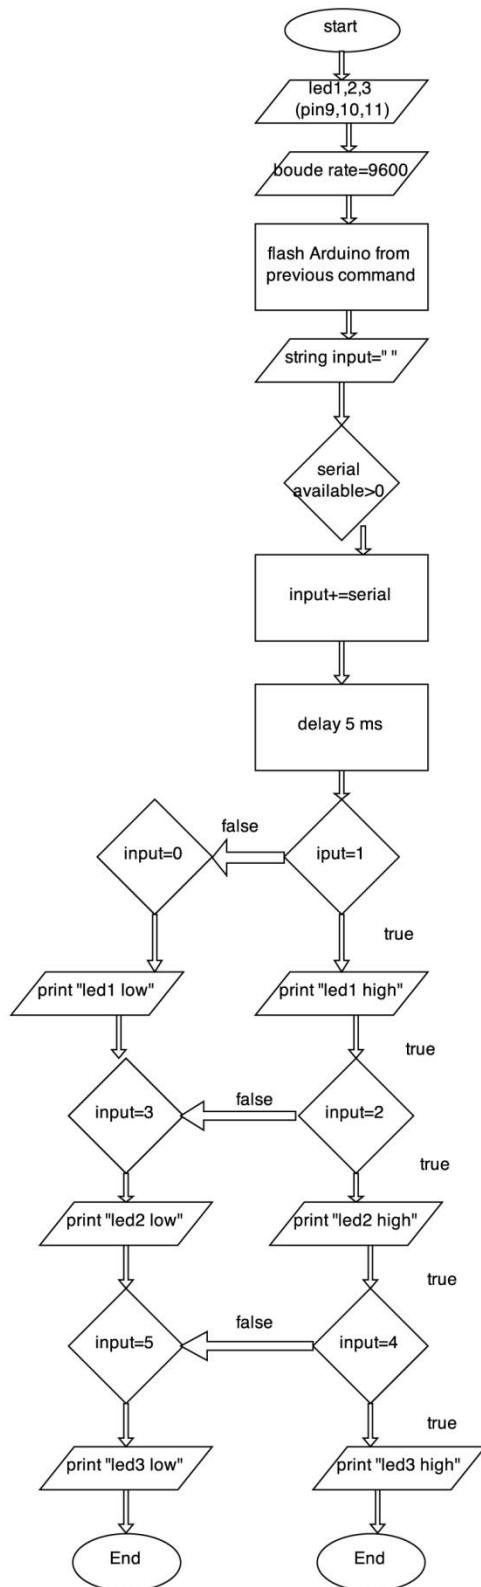 start
led1,2,3
(pin9,10,11)
boude rate=9600
flash Arduino from
previous command
string input=" "
serial
available>0
input+=serial
delay 5 ms
false
input=0
iput=1
true
print "led1 low"
print "led1 high"
true
false
input=3
input=2
true
print "led2 low"
print "led2 high"
true
false
input=5
input=4
true
print "led3 low"
print "led3 high"
End
End